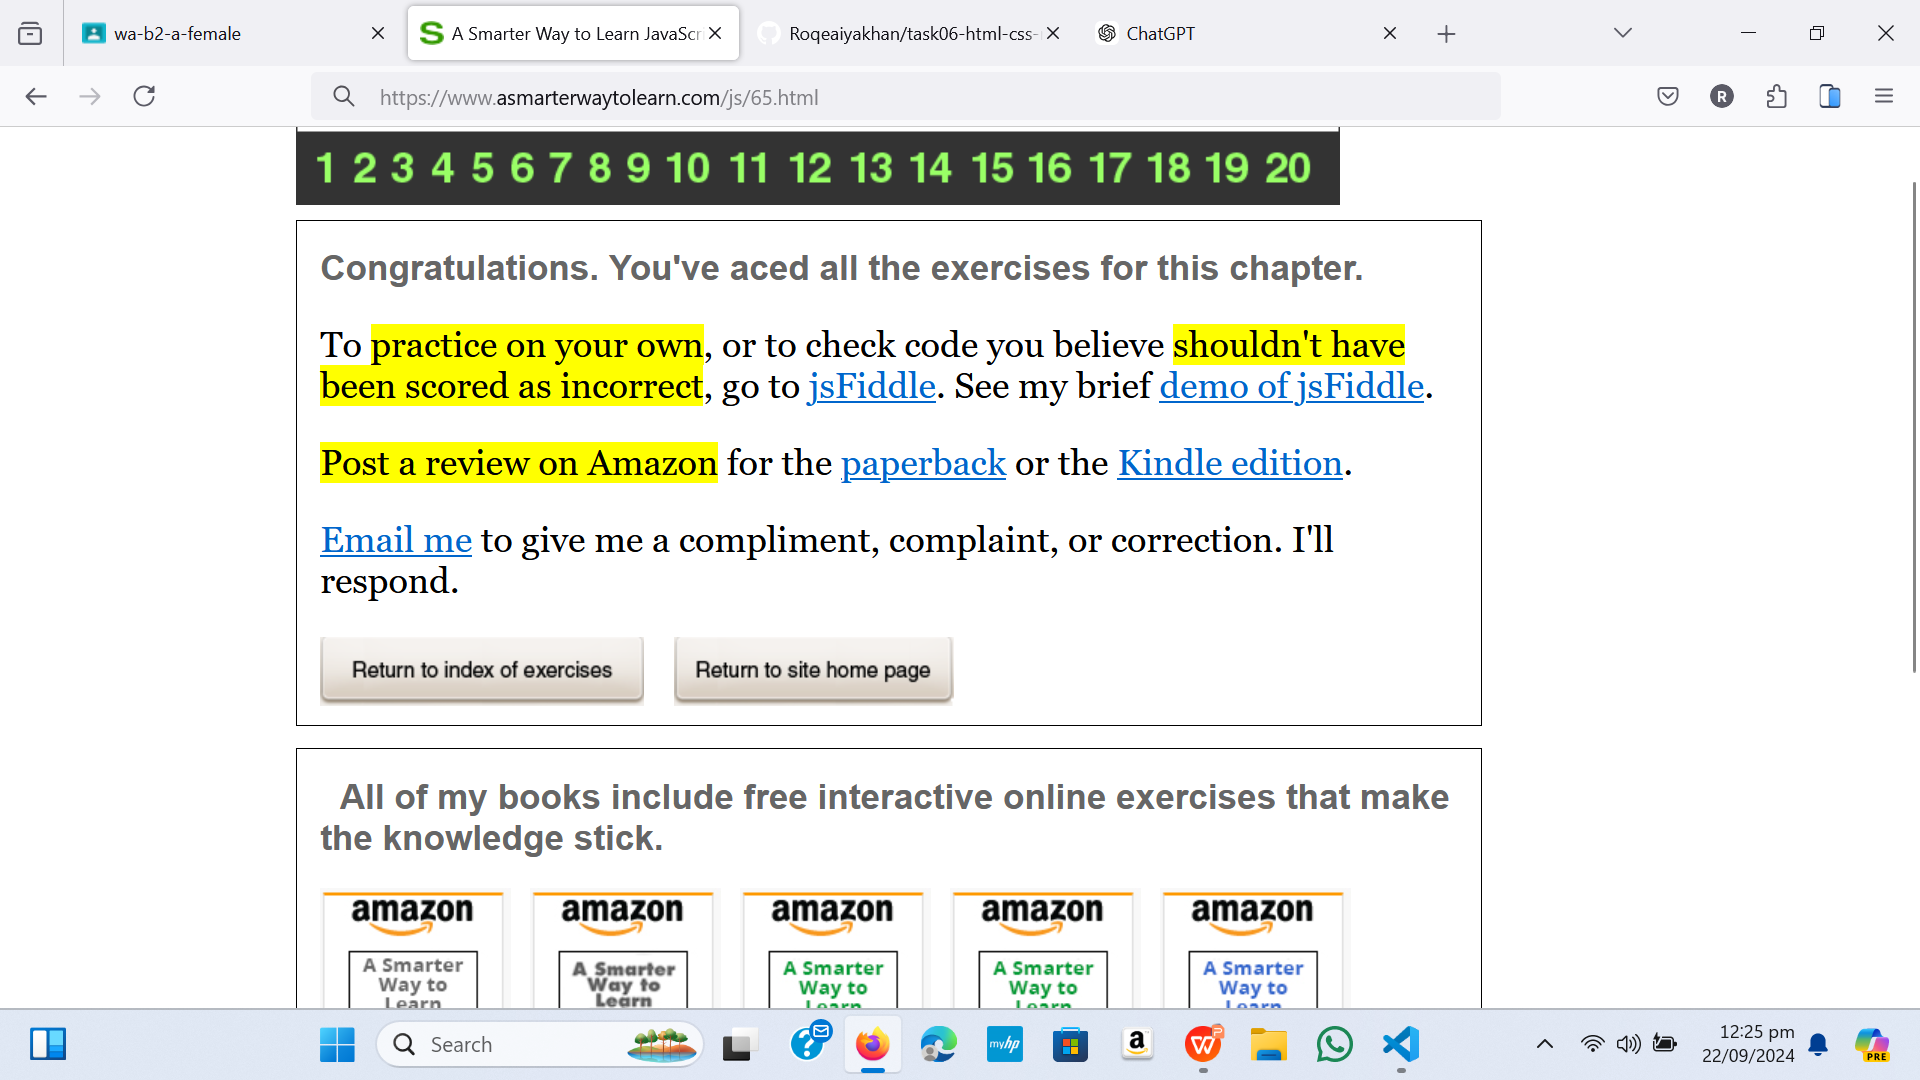 wa-b2-a-female
A Smarter Way to Learn JavaScr
Roqeaiyakhan/task06-html-css-
ChatGPT
https://www.asmarterwaytolearn.com/js/65.html
R
1 2 3 4 5 6 7 8 9 10 11 12 13 14 15 16 17 18 19 20
Congratulations. You've aced all the exercises for this chapter.
To practice on your own, or to check code you believe shouldn't have
been scored as incorrect, go to jsFiddle. See my brief demo of jsFiddle.
Post a review on Amazon for the paperback or the Kindle edition.
Email me to give me a compliment, complaint, or correction. I'll
respond.
Return to index of exercises Return to site home page
All of my books include free interactive online exercises that make
the knowledge stick.
amazon amazon amazon amazon amazon
A Smarter A Smarter A Smarter A Smarter A Smarter
Way to Way to Way to Way to Way to
Learn Learn Learn Learn Learn
Search
myhp
a
W
P
PRE
12:25 pm
22/09/2024